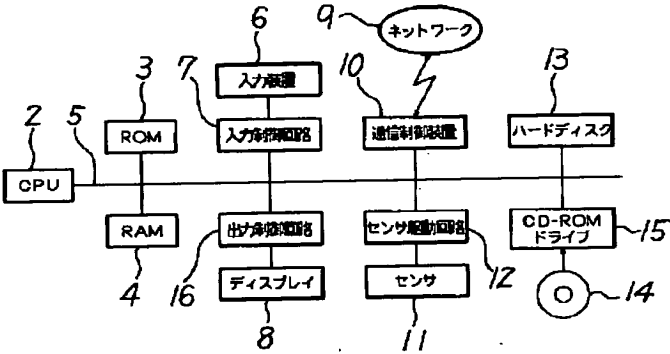 9
ネットワーク
6
入力装置
7
入力制御回路
10
通信制御装置
13
ハードディスク
3
ROM
2
5
CPU
RAM
4
出力制御回路
16
ディスプレイ
8
センサ駆動回路
12
センサ
11
CD-ROM
ドライブ
15
14